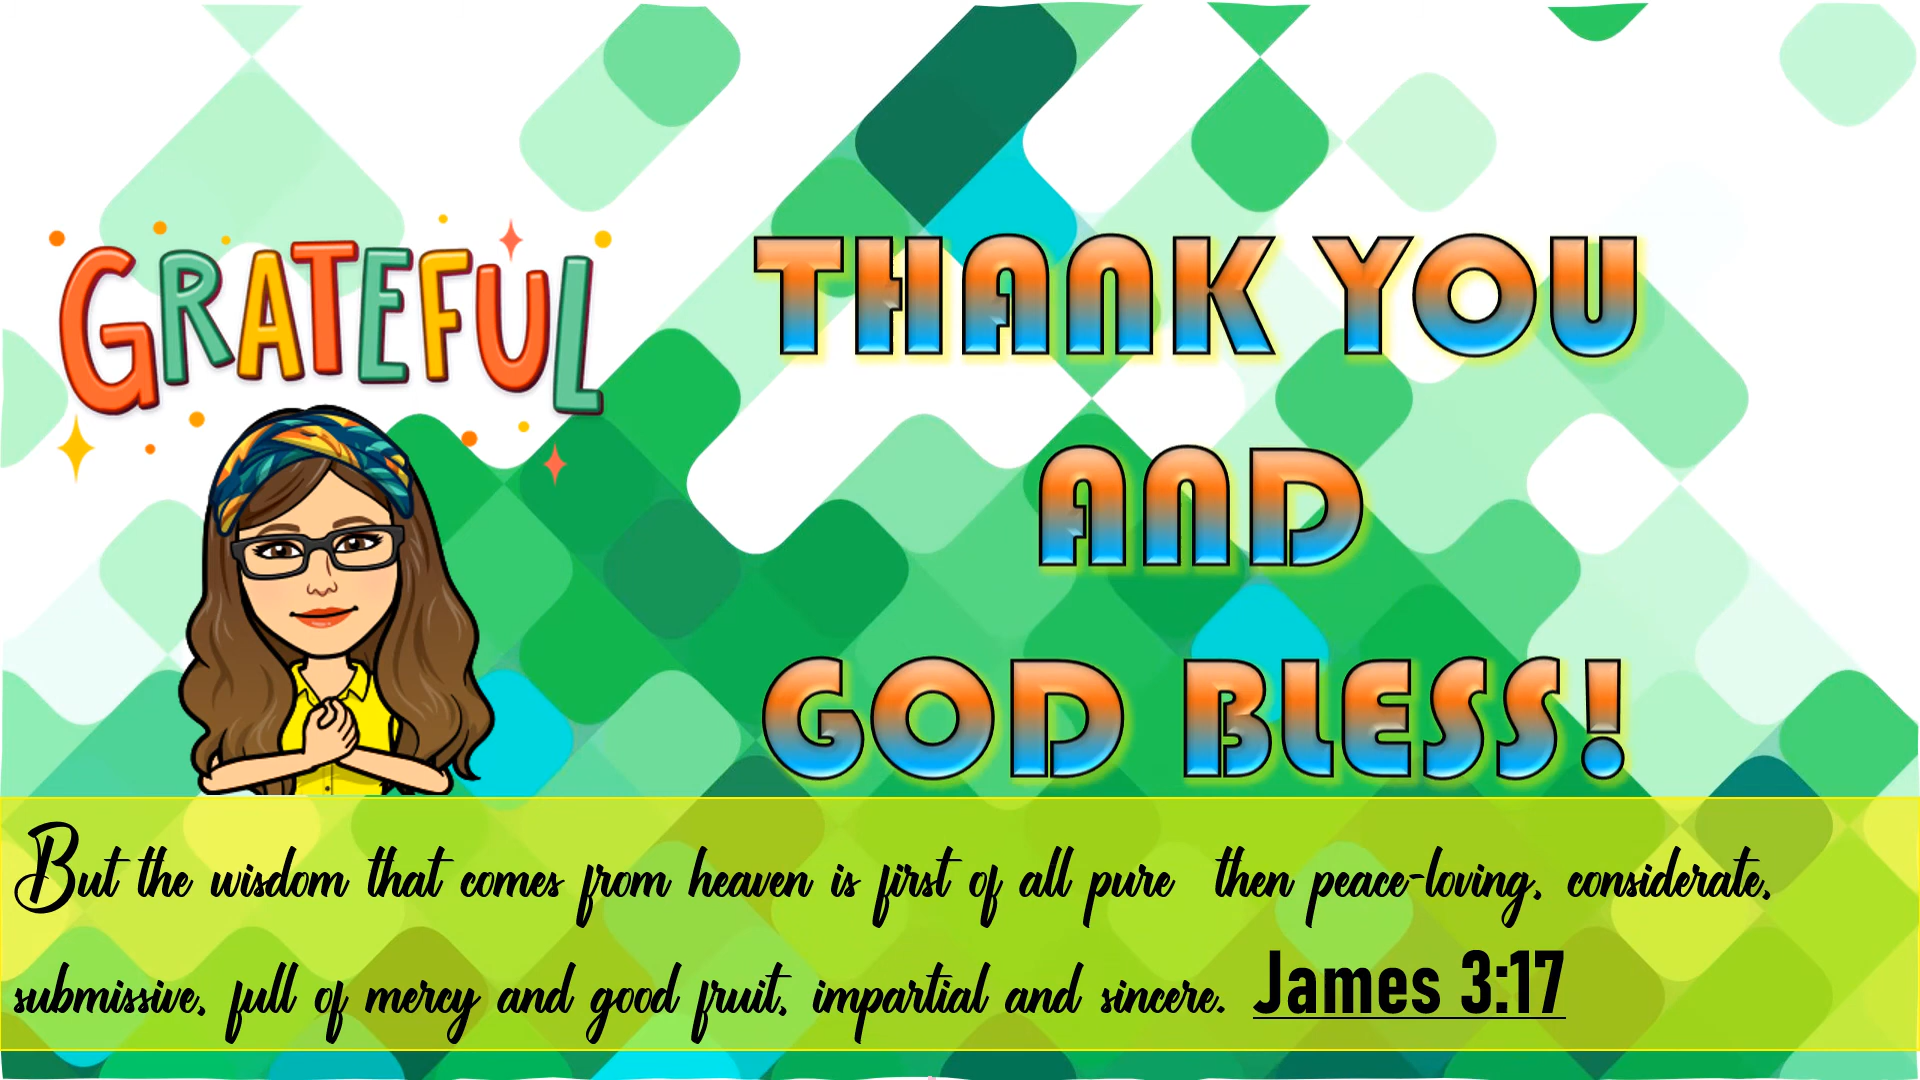 GRATEFUL
THANK YOU
AND
GOD BLESS!
But the wisdom that comes from heaven is first of all pure then peace-loving, considerate,
submissive, full of mercy and good fruit, impartial and sincere. James 3:17